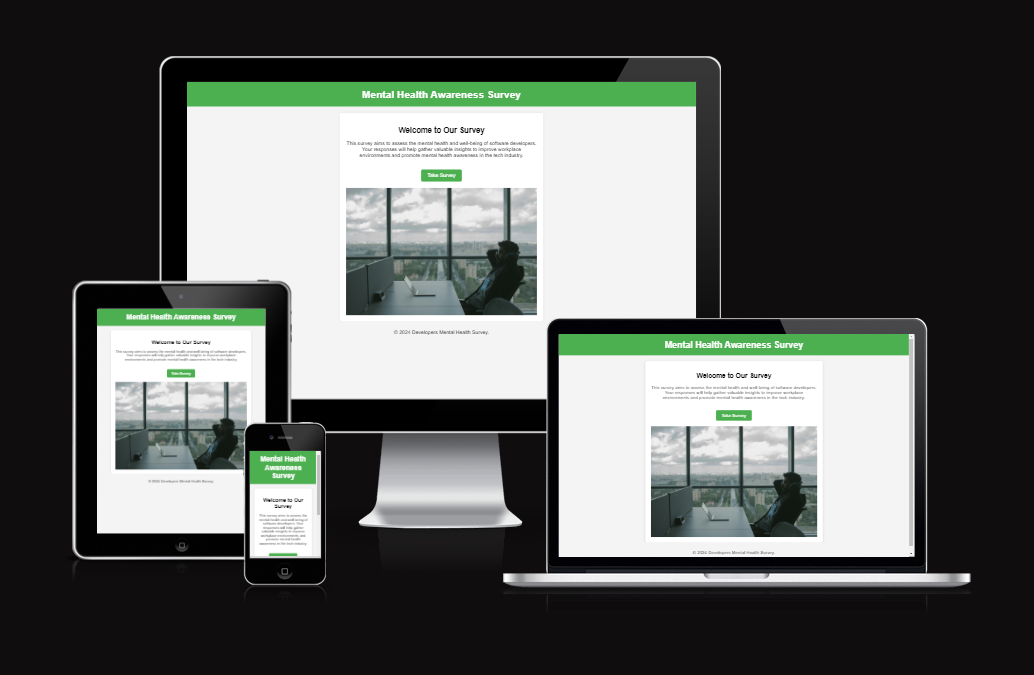 Mental Health Awareness Survey
Welcome to Our Survey
This survey aims to assess the mental health and well-being of software developers.
Your responses will help gather valuable insights to improve workplace
environments and promote mental health awareness in the tech industry.
Take Survey
© 2024 Developers Mental Health Survey.
Mental Health Awareness Survey
Welcome to Our Survey
This survey aims to assess the mental health and well-being of software developers.
Your responses will help gather valuable insights to improve workplace
environments and promote mental health awareness in the tech industry.
Take Survey
© 2024 Developers Mental Health Survey.
Mental Health
Awareness
Survey
Welcome to Our
Survey
This survey aims to assess the
mental health and well-being of
software developers. Your
responses will help gather
valuable insights to improve
workplace environments and
promote mental health
awareness in the tech industry.
Mental Health Awareness Survey
Welcome to Our Survey
This survey aims to assess the mental health and well-being of software developers.
Your responses will help gather valuable insights to improve workplace
environments and promote mental health awareness in the tech industry.
Take Survey
© 2024 Developers Mental Health Survey.